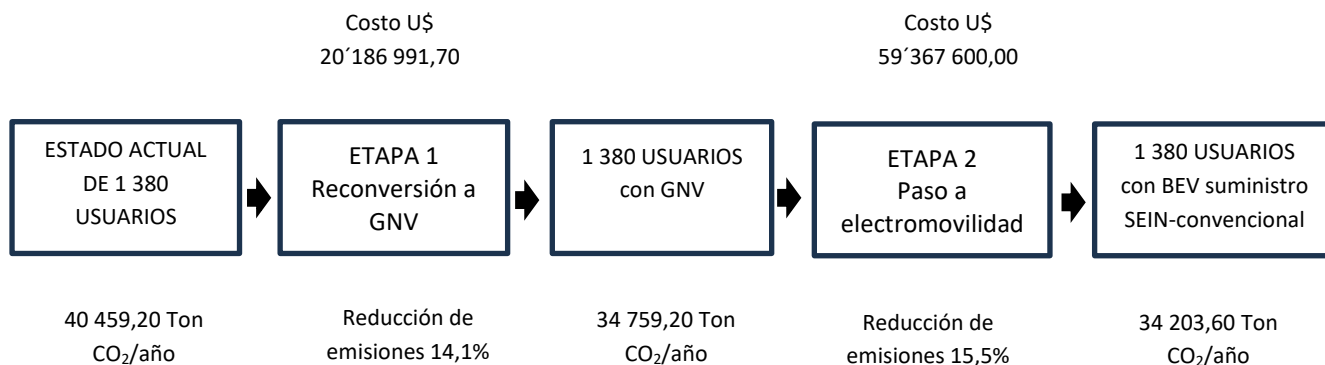 Costo U$
20´186 991,70
Costo U$
59´367 600,00
ESTADO ACTUAL
DE 1 380
USUARIOS
ETAPA 1
Reconversión a
GNV
1 380 USUARIOS
con GNV
ETAPA 2
Paso a
electromovilidad
1 380 USUARIOS
con BEV suministro
SEIN-convencional
40 459,20 Ton
CO₂/año
Reducción de
emisiones 14,1%
34 759,20 Ton
CO₂/año
Reducción de
emisiones 15,5%
34 203,60 Ton
CO₂/año